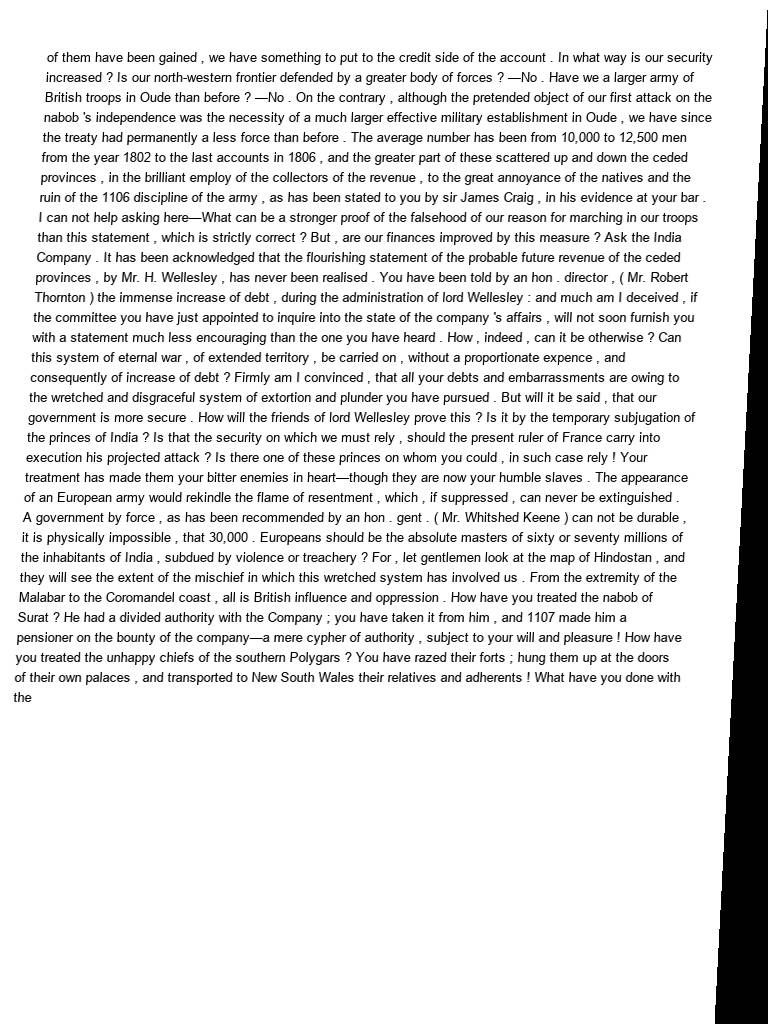 of them have been gained , we have something to put to the credit side of the account . In what way is our security
increased ? Is our north-western frontier defended by a greater body of forces ? —No . Have we a larger army of
British troops in Oude than before ? —No . On the contrary , although the pretended object of our first attack on the
nabob 's independence was the necessity of a much larger effective military establishment in Oude , we have since
the treaty had permanently a less force than before . The average number has been from 10,000 to 12,500 men
from the year 1802 to the last accounts in 1806 , and the greater part of these scattered up and down the ceded
provinces , in the brilliant employ of the collectors of the revenue , to the great annoyance of the natives and the
ruin of the 1106 discipline of the army , as has been stated to you by sir James Craig , in his evidence at your bar .
I can not help asking here—What can be a stronger proof of the falsehood of our reason for marching in our troops
than this statement , which is strictly correct ? But , are our finances improved by this measure ? Ask the India
Company . It has been acknowledged that the flourishing statement of the probable future revenue of the ceded
provinces , by Mr. H. Wellesley , has never been realised . You have been told by an hon . director , ( Mr. Robert
Thornton ) the immense increase of debt , during the administration of lord Wellesley : and much am I deceived , if
the committee you have just appointed to inquire into the state of the company 's affairs , will not soon furnish you
with a statement much less encouraging than the one you have heard . How , indeed , can it be otherwise ? Can
this system of eternal war , of extended territory , be carried on , without a proportionate expence , and
consequently of increase of debt ? Firmly am I convinced , that all your debts and embarrassments are owing to
the wretched and disgraceful system of extortion and plunder you have pursued . But will it be said , that our
government is more secure . How will the friends of lord Wellesley prove this ? Is it by the temporary subjugation of
the princes of India ? Is that the security on which we must rely , should the present ruler of France carry into
execution his projected attack ? Is there one of these princes on whom you could , in such case rely ! Your
treatment has made them your bitter enemies in heart—though they are now your humble slaves . The appearance
of an European army would rekindle the flame of resentment , which , if suppressed , can never be extinguished .
A government by force , as has been recommended by an hon . gent . ( Mr. Whitshed Keene ) can not be durable ,
it is physically impossible , that 30,000 . Europeans should be the absolute masters of sixty or seventy millions of
the inhabitants of India , subdued by violence or treachery ? For , let gentlemen look at the map of Hindostan , and
they will see the extent of the mischief in which this wretched system has involved us . From the extremity of the
Malabar to the Coromandel coast , all is British influence and oppression . How have you treated the nabob of
Surat ? He had a divided authority with the Company ; you have taken it from him , and 1107 made him a
pensioner on the bounty of the company—a mere cypher of authority , subject to your will and pleasure ! How have
you treated the unhappy chiefs of the southern Polygars ? You have razed their forts ; hung them up at the doors
of their own palaces , and transported to New South Wales their relatives and adherents ! What have you done with
the